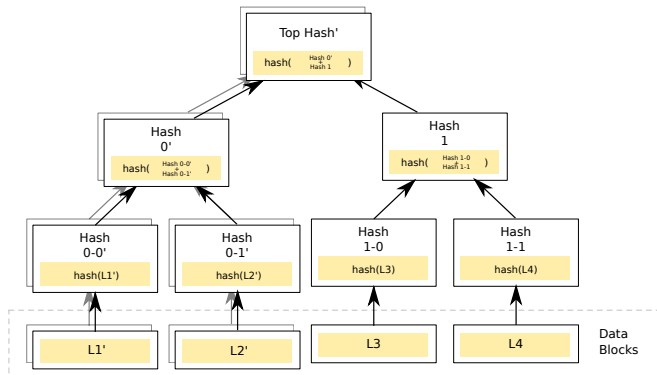 Top Hash'
hash( Hash 0' + Hash 1 )
Hash
0'
hash( Hash 0-0' + Hash 0-1' )
Hash
1
hash( Hash 1-0 + Hash 1-1 )
Hash
0-0'
hash(L1')
Hash
0-1'
hash(L2')
Hash
1-0
hash(L3)
Hash
1-1
hash(L4)
L1'
L2'
L3
L4
Data
Blocks